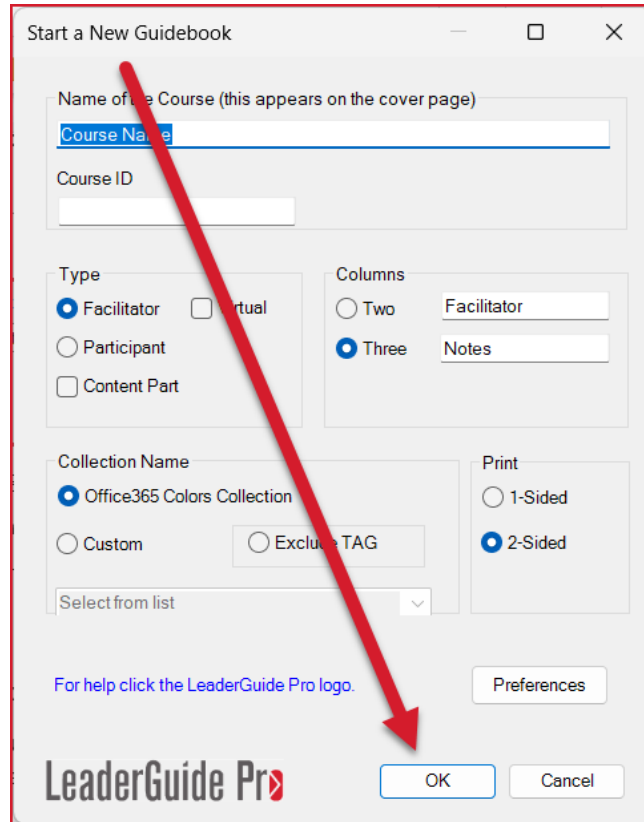 Start a New Guidebook
Name of the Course (this appears on the cover page)
Course Name
Course ID
Type
Facilitator
Virtual
Participant
Content Part
Columns
Two
Facilitator
Three
Notes
Collection Name
Office365 Colors Collection
Custom
Exclude TAG
Select from list
Print
1-Sided
2-Sided
For help click the LeaderGuide Pro logo.
Preferences
LeaderGuide Pro
OK
Cancel